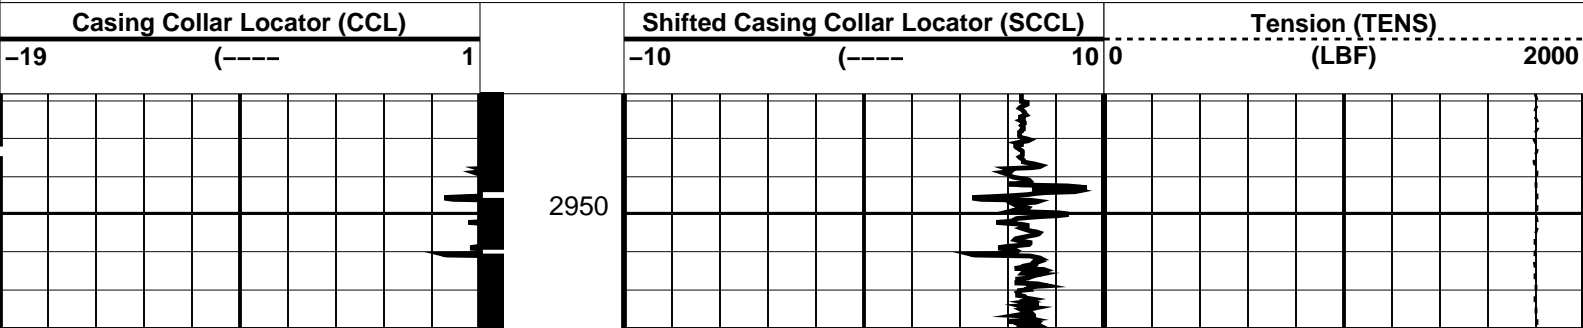 Casing Collar Locator (CCL) Shifted Casing Collar Locator (SCCL) Tension (TENS)
−19 (−−−− 1 −10 (−−−− 10 0 (LBF) 2000
2950